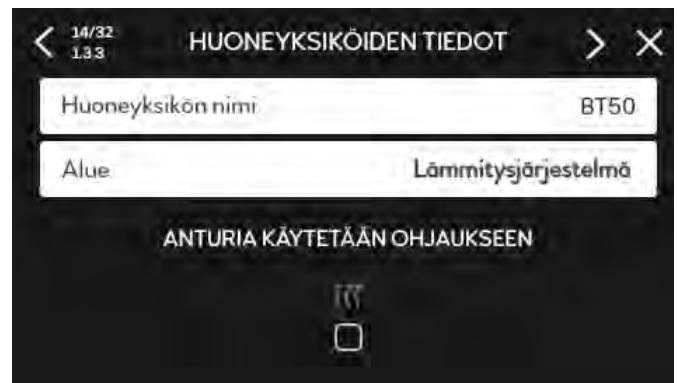 14/32
1.3.3
HUONEYKSIKÖIDEN TIEDOT
Huoneyksikön nimi BT50
Alue Lämmitysjärjestelmä
ANTURIA KÄYTETÄÄN OHJAUKSEEN